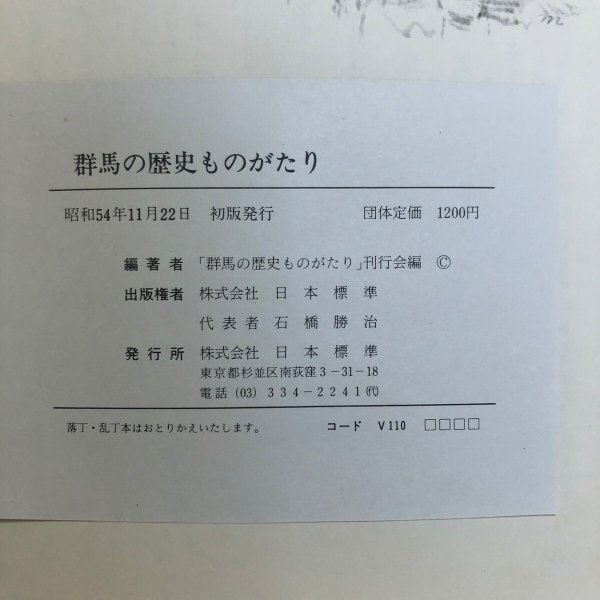 群馬の歴史ものがたり
昭和54年11月22日 初版発行 団体定価 1200円
編著者 「群馬の歴史ものがたり」刊行会編 ©
出版権者 株式会社 日本標準
代表者 石橋勝治
発行所 株式会社 日本標準
東京都杉並区南荻窪3-31-18
電話 (03) 334-2241㈹
落丁・乱丁本はおとりかえいたします。 コード V110 □□□□